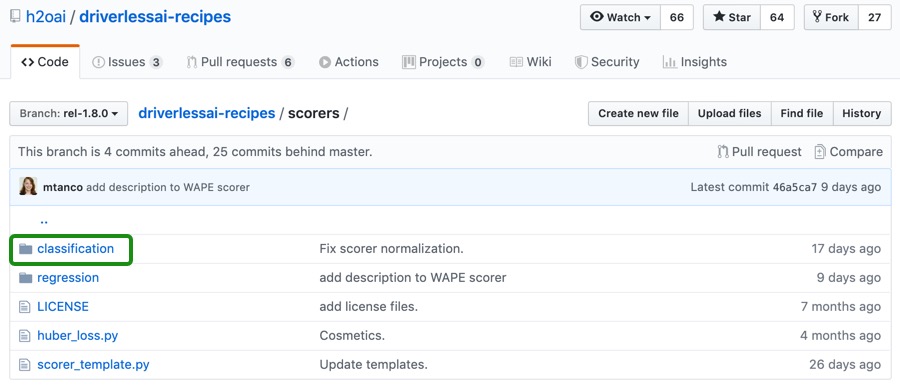 h2oai / driverlessai-recipes Watch 66 Star 64 Fork 27
Code Issues 3 Pull requests 6 Actions Projects 0 Wiki Security Insights
Branch: rel-1.8.0 driverlessai-recipes / scorers / Create new file Upload files Find file History
This branch is 4 commits ahead, 25 commits behind master. Pull request Compare
mtanco add description to WAPE scorer Latest commit 46a5ca7 9 days ago
..
classification Fix scorer normalization. 17 days ago
regression add description to WAPE scorer 9 days ago
LICENSE add license files. 7 months ago
huber_loss.py Cosmetics. 4 months ago
scorer_template.py Update templates. 26 days ago